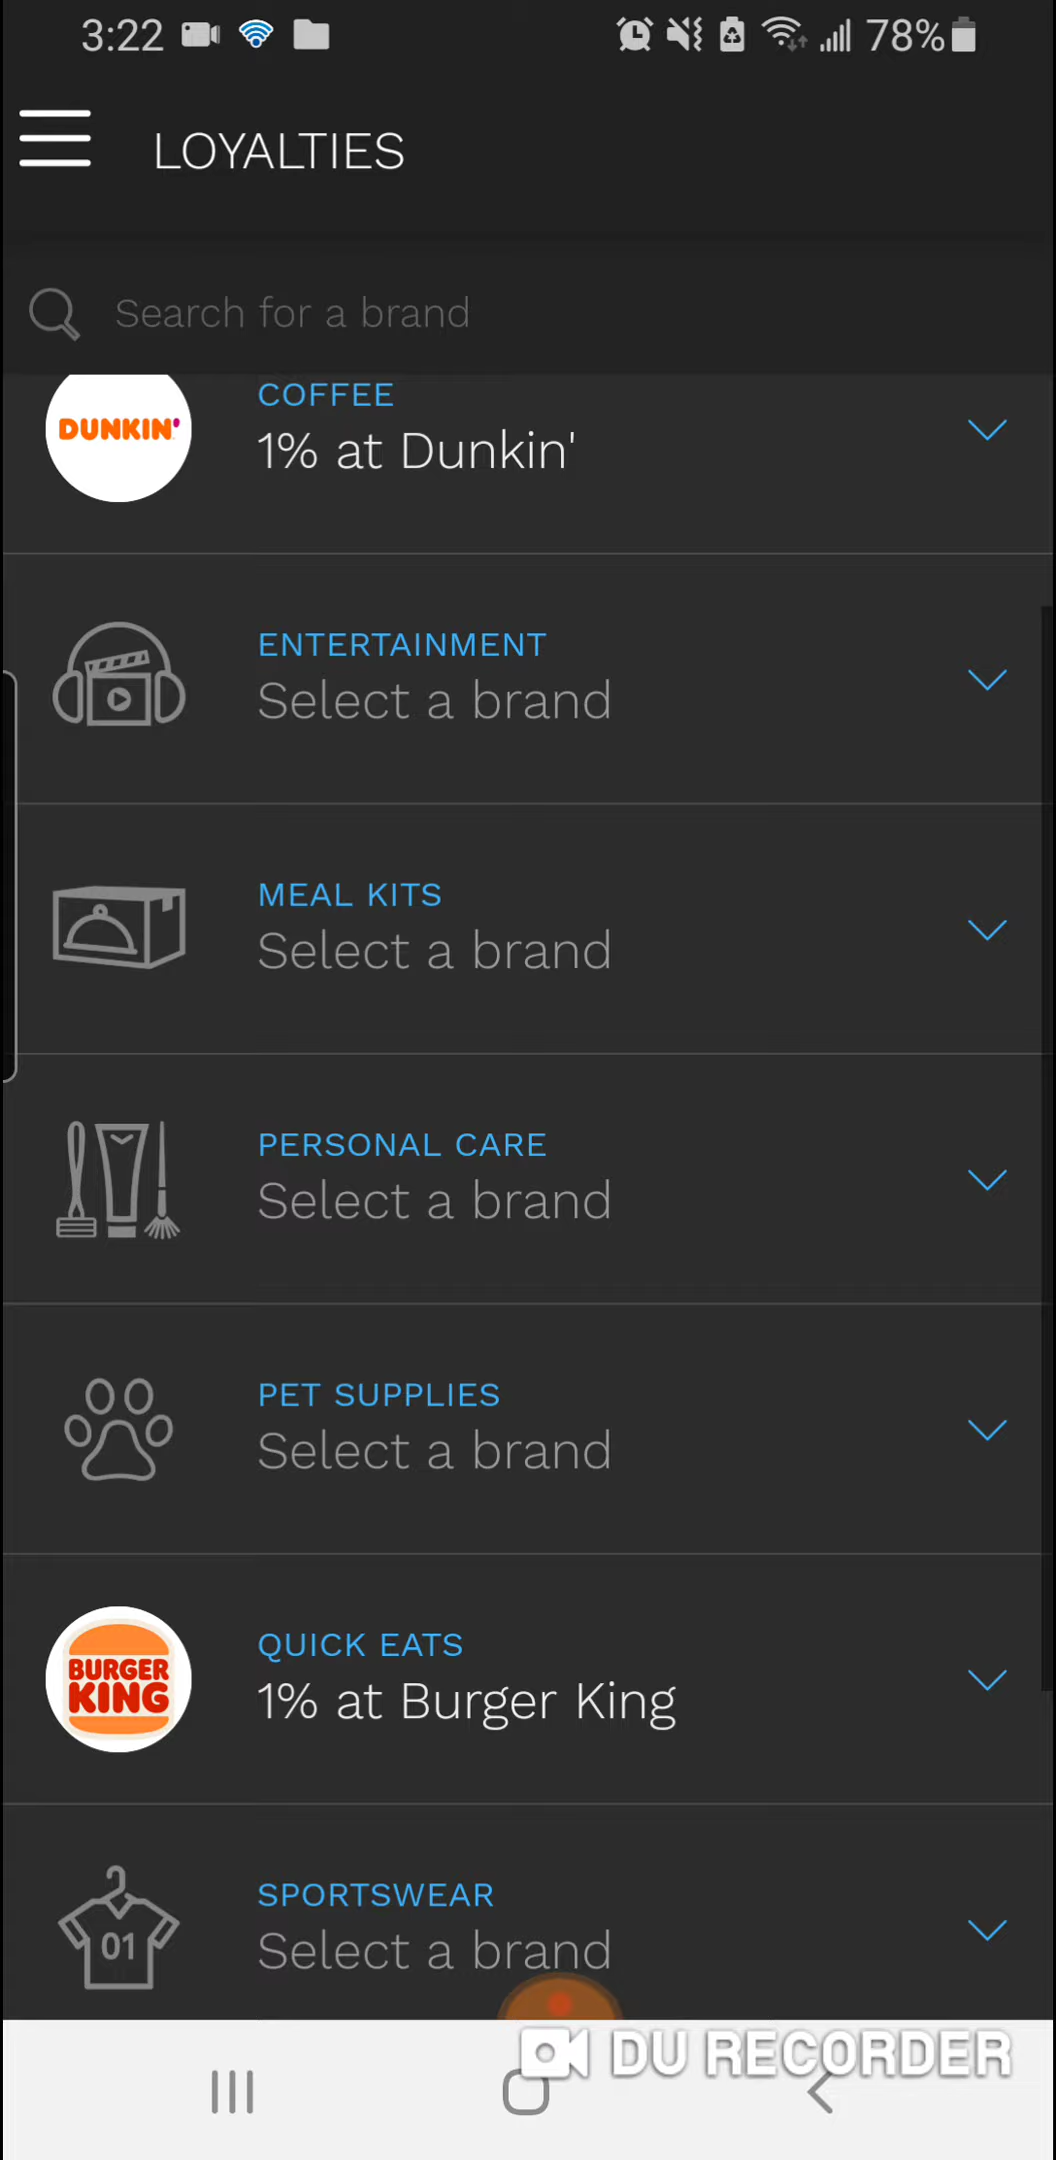 3:22
78%
LOYALTIES
Search for a brand
COFFEE
DUNKIN'
1% at Dunkin'
ENTERTAINMENT
Select a brand
MEAL KITS
Select a brand
PERSONAL CARE
Select a brand
PET SUPPLIES
Select a brand
QUICK EATS
BURGER
KING
1% at Burger King
SPORTSWEAR
01
Select a brand
DU RECORDER